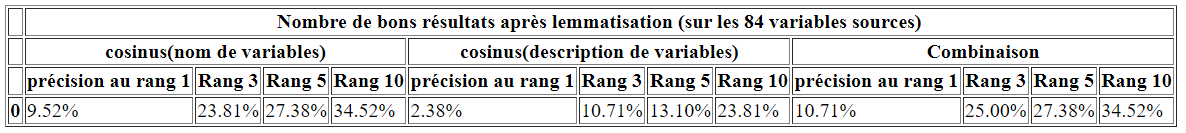 Nombre de bons résultats après lemmatisation (sur les 84 variables sources)
cosinus(nom de variables) cosinus(description de variables) Combinaison
précision au rang 1 Rang 3 Rang 5 Rang 10 précision au rang 1 Rang 3 Rang 5 Rang 10 précision au rang 1 Rang 3 Rang 5 Rang 10
0 9.52% 23.81% 27.38% 34.52% 2.38% 10.71% 13.10% 23.81% 10.71% 25.00% 27.38% 34.52%